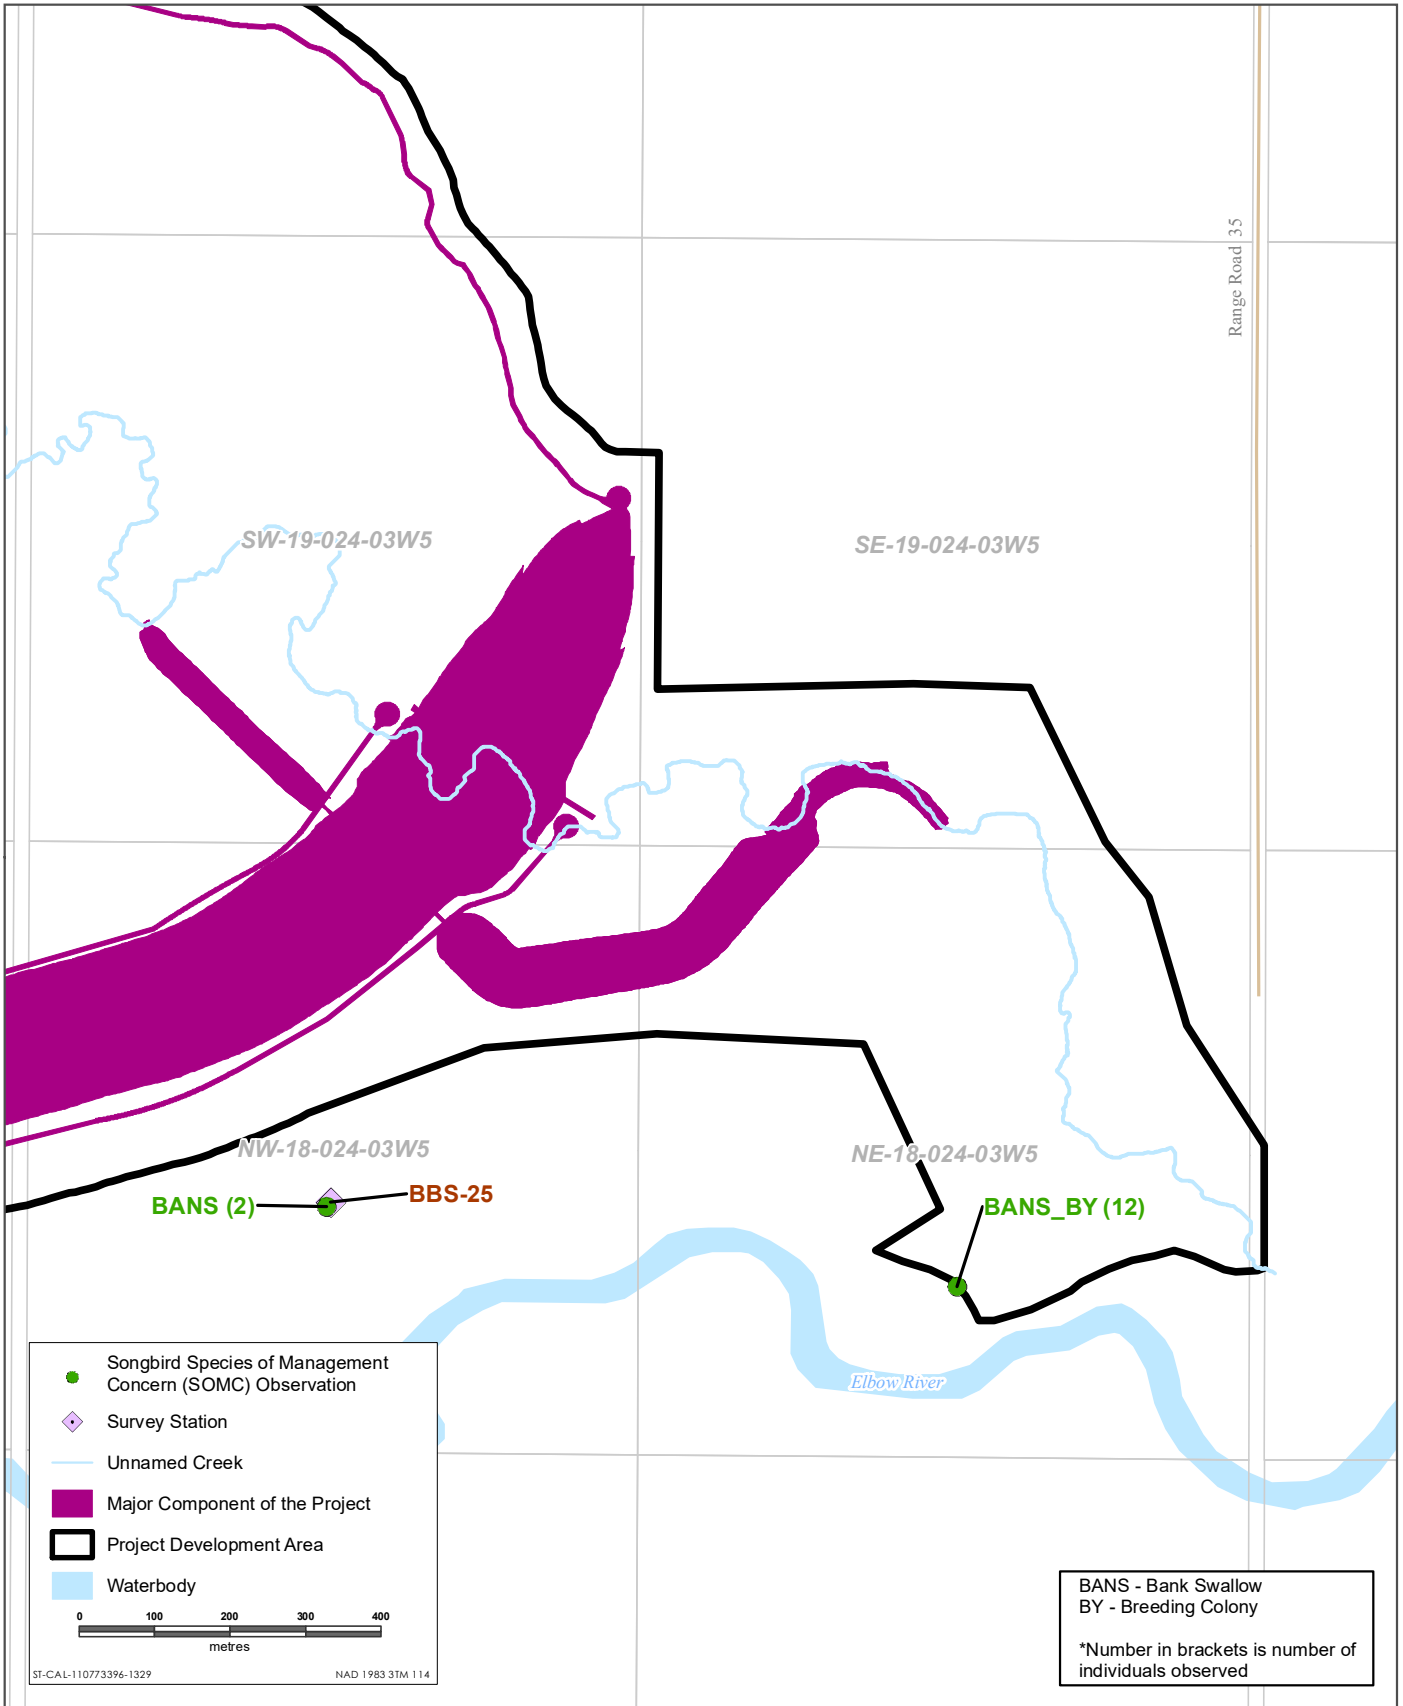 Range Road 35
SW-19-024-03W5
SE-19-024-03W5
NW-18-024-03W5
NE-18-024-03W5
BANS (2)
BBS-25
BANS_BY (12)
Elbow River
Songbird Species of Management
Concern (SOMC) Observation
Survey Station
Unnamed Creek
Major Component of the Project
Project Development Area
Waterbody
0 100 200 300 400
metres
ST-CAL-110773396-1329 NAD 1983 3TM 114
BANS - Bank Swallow
BY - Breeding Colony
*Number in brackets is number of
individuals observed